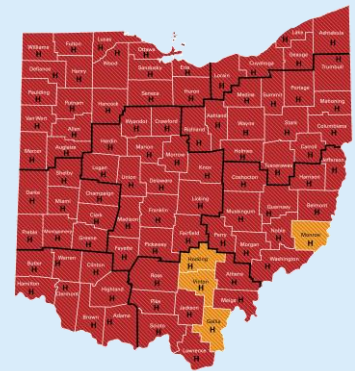 Williams
H
Fulton
H
Lucas
H
Wood
H
Ottawa
H
Sandusky
H
Erie
H
Lorain
H
Cuyahoga
H
Lake
H
Geauga
H
Ashtabula
H
Trumbull
H
Defiance
H
Henry
H
Seneca
H
Huron
H
Medina
H
Summit
H
Portage
H
Mahoning
H
Paulding
H
Putnam
H
Hancock
H
Van Wert
H
Allen
H
Wyandot
H
Crawford
H
Richland
H
Ashland
H
Wayne
H
Stark
H
Columbiana
H
Carroll
H
Mercer
H
Auglaize
H
Hardin
H
Marion
H
Morrow
H
Knox
H
Holmes
H
Tuscarawas
H
Jefferson
H
Harrison
H
Shelby
H
Logan
H
Union
H
Delaware
H
Coshocton
H
Darke
H
Miami
H
Champaign
H
Clark
H
Madison
H
Franklin
H
Licking
H
Muskingum
H
Guernsey
H
Belmont
H
Preble
H
Montgomery
H
Greene
H
Fayette
H
Pickaway
H
Fairfield
H
Perry
H
Morgan
H
Noble
H
Monroe
H
Washington
H
Butler
H
Warren
H
Clinton
H
Ross
H
Hocking
H
Vinton
H
Athens
H
Hamilton
H
Clermont
H
Highland
H
Pike
H
Jackson
H
Meigs
H
Brown
H
Adams
H
Scioto
H
Gallia
H
Lawrence
H